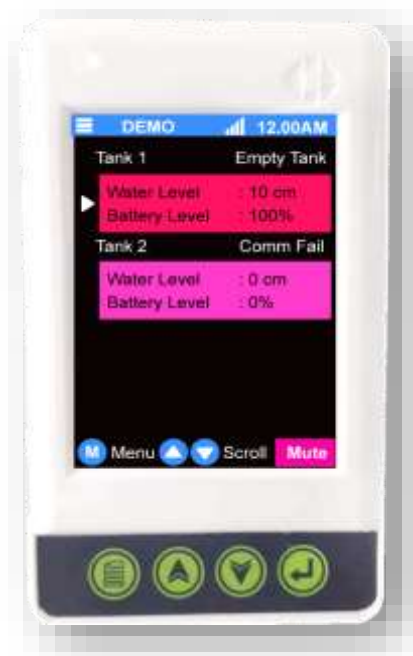 DEMO 12.00AM
Tank 1 Empty Tank
Water Level : 10 cm
Battery Level : 100%
Tank 2 Comm Fail
Water Level : 0 cm
Battery Level : 0%
M Menu Scroll Mute